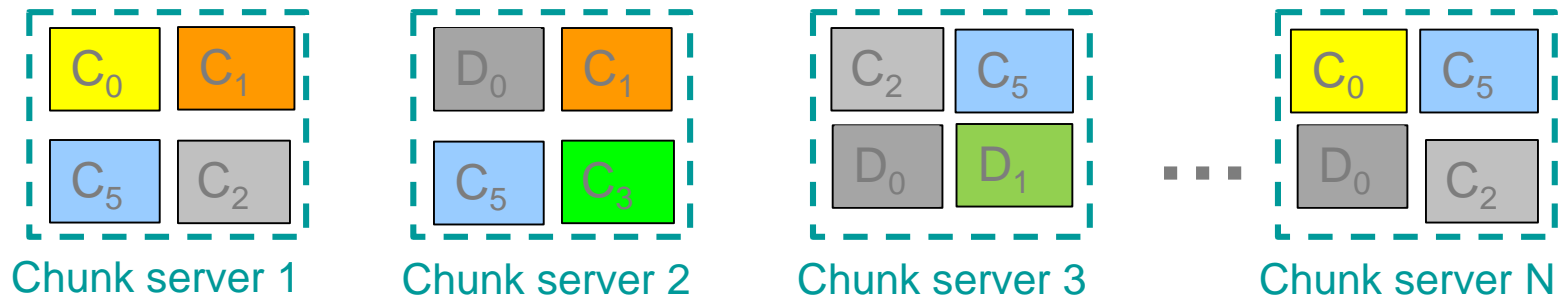 C₀ C₁ D₀ C₁ C₂ C₅ C₀ C₅
C₅ C₂ C₅ C₃ D₀ D₁ ... D₀ C₂
Chunk server 1 Chunk server 2 Chunk server 3 Chunk server N